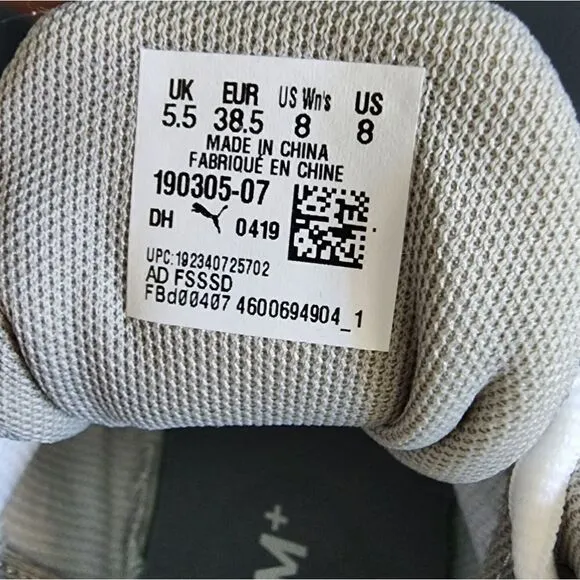 UK EUR US Wn's US
5.5 38.5 8 8
MADE IN CHINA
FABRIQUÉ EN CHINE
190305-07
DH 0419
UPC:192340725702
AD FSSSD
FBd00407 4600694904_1
M+